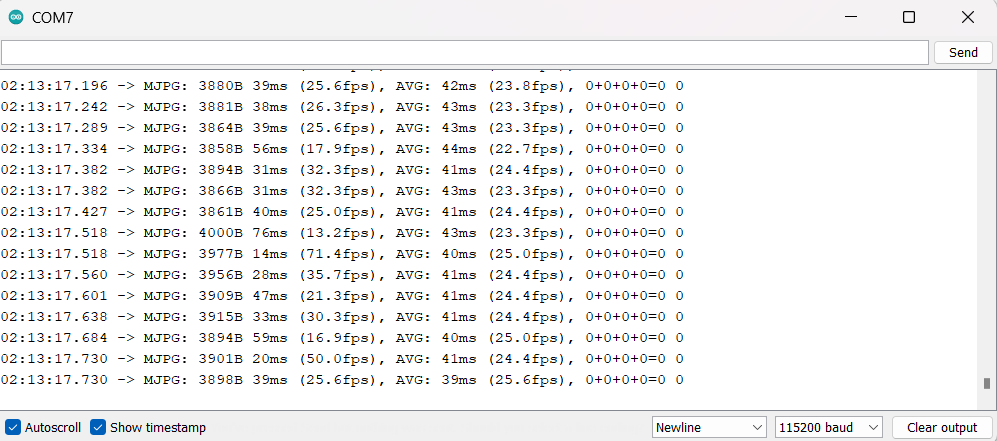 COM7
Send
02:13:17.196 -> MJPG: 3880B 39ms (25.6fps), AVG: 42ms (23.8fps), 0+0+0+0=0 0
02:13:17.242 -> MJPG: 3881B 38ms (26.3fps), AVG: 43ms (23.3fps), 0+0+0+0=0 0
02:13:17.289 -> MJPG: 3864B 39ms (25.6fps), AVG: 43ms (23.3fps), 0+0+0+0=0 0
02:13:17.334 -> MJPG: 3858B 56ms (17.9fps), AVG: 44ms (22.7fps), 0+0+0+0=0 0
02:13:17.382 -> MJPG: 3894B 31ms (32.3fps), AVG: 41ms (24.4fps), 0+0+0+0=0 0
02:13:17.382 -> MJPG: 3866B 31ms (32.3fps), AVG: 43ms (23.3fps), 0+0+0+0=0 0
02:13:17.427 -> MJPG: 3861B 40ms (25.0fps), AVG: 41ms (24.4fps), 0+0+0+0=0 0
02:13:17.518 -> MJPG: 4000B 76ms (13.2fps), AVG: 43ms (23.3fps), 0+0+0+0=0 0
02:13:17.518 -> MJPG: 3977B 14ms (71.4fps), AVG: 40ms (25.0fps), 0+0+0+0=0 0
02:13:17.560 -> MJPG: 3956B 28ms (35.7fps), AVG: 41ms (24.4fps), 0+0+0+0=0 0
02:13:17.601 -> MJPG: 3909B 47ms (21.3fps), AVG: 41ms (24.4fps), 0+0+0+0=0 0
02:13:17.638 -> MJPG: 3915B 33ms (30.3fps), AVG: 41ms (24.4fps), 0+0+0+0=0 0
02:13:17.684 -> MJPG: 3894B 59ms (16.9fps), AVG: 40ms (25.0fps), 0+0+0+0=0 0
02:13:17.730 -> MJPG: 3901B 20ms (50.0fps), AVG: 41ms (24.4fps), 0+0+0+0=0 0
02:13:17.730 -> MJPG: 3898B 39ms (25.6fps), AVG: 39ms (25.6fps), 0+0+0+0=0 0
Autoscroll Show timestamp Newline 115200 baud Clear output